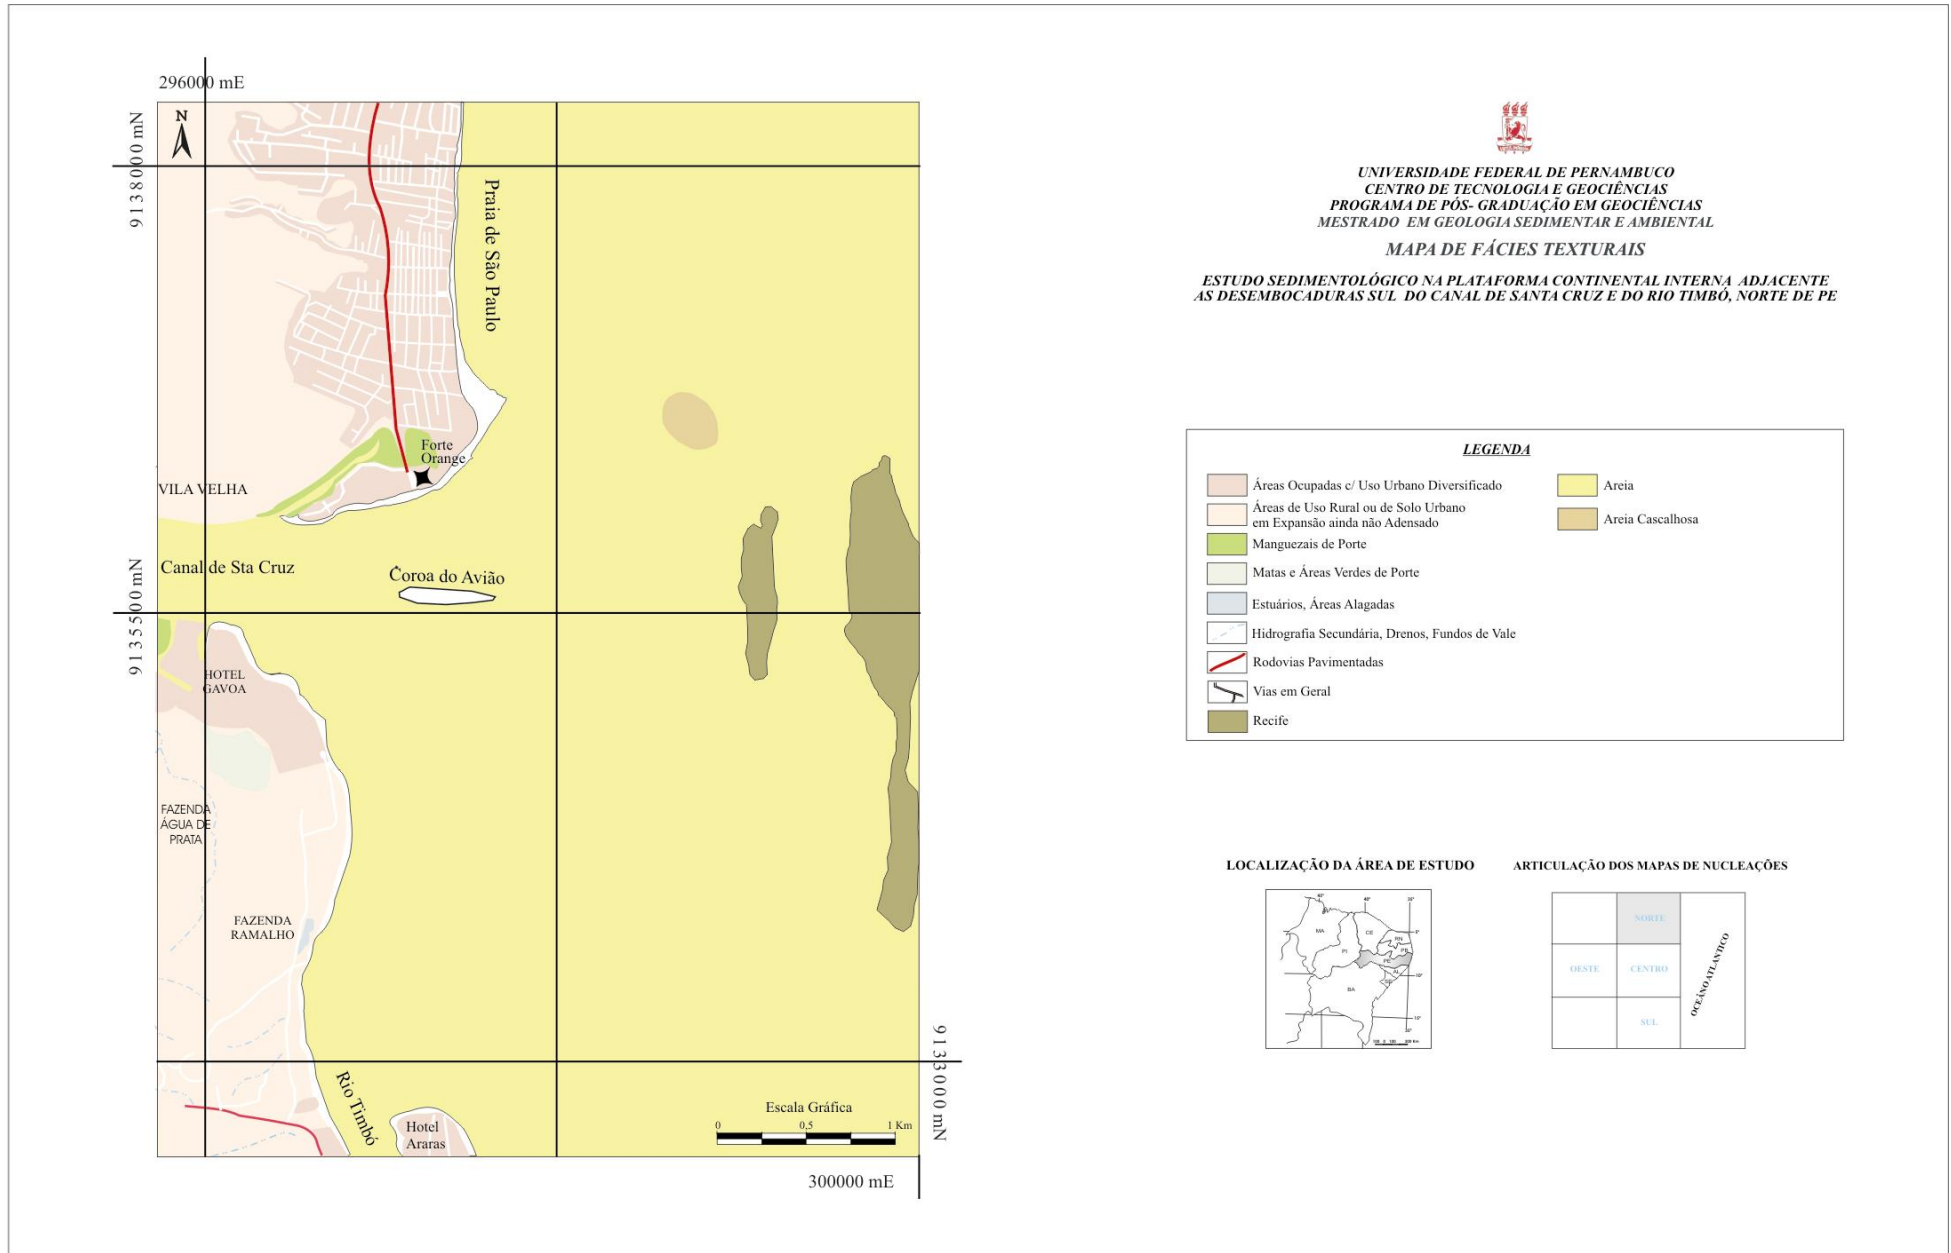 296000 mE
9138000 mN
N
Praia de São Paulo
Forte
Orange
VILA VELHA
Canal de Sta Cruz
Coroa do Avião
9135500 mN
HOTEL
GAVOA
FAZENDA
ÁGUA DE
PRATA
FAZENDA
RAMALHO
Rio Timbó
Hotel
Araras
Escala Gráfica
0 0,5 1 Km
9133000 mN
300000 mE
UNIVERSIDADE FEDERAL DE PERNAMBUCO
CENTRO DE TECNOLOGIA E GEOCIÊNCIAS
PROGRAMA DE PÓS- GRADUAÇÃO EM GEOCIÊNCIAS
MESTRADO EM GEOLOGIA SEDIMENTAR E AMBIENTAL
MAPA DE FÁCIES TEXTURAIS
ESTUDO SEDIMENTOLÓGICO NA PLATAFORMA CONTINENTAL INTERNA ADJACENTE
AS DESEMBOCADURAS SUL DO CANAL DE SANTA CRUZ E DO RIO TIMBÓ, NORTE DE PE
LEGENDA
Áreas Ocupadas c/ Uso Urbano Diversificado
Áreas de Uso Rural ou de Solo Urbano
em Expansão ainda não Adensado
Manguezais de Porte
Matas e Áreas Verdes de Porte
Estuários, Áreas Alagadas
Hidrografia Secundária, Drenos, Fundos de Vale
Rodovias Pavimentadas
Vias em Geral
Recife
Areia
Areia Cascalhosa
LOCALIZAÇÃO DA ÁREA DE ESTUDO
MA
CE
RN
PI
PB
PE
AL
BA
ARTICULAÇÃO DOS MAPAS DE NUCLEAÇÕES
NORTE
OESTE
CENTRO
SUL
OCEÂNO ATLANTICO